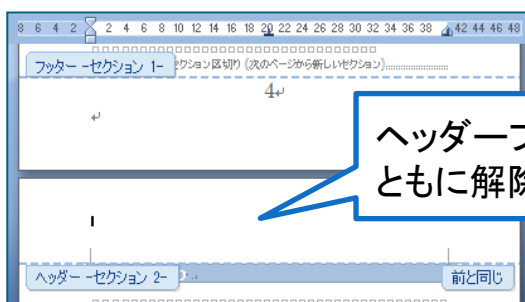 8 6 4 2 2 4 6 8 10 12 14 16 18 20 22 24 26 28 30 32 34 36 38 42 44 46 48
フッター -セクション 1-
セクション区切り (次のページから新しいセクション)
4
ヘッダーフ
ともに解除
ヘッダー -セクション 2-
前と同じ